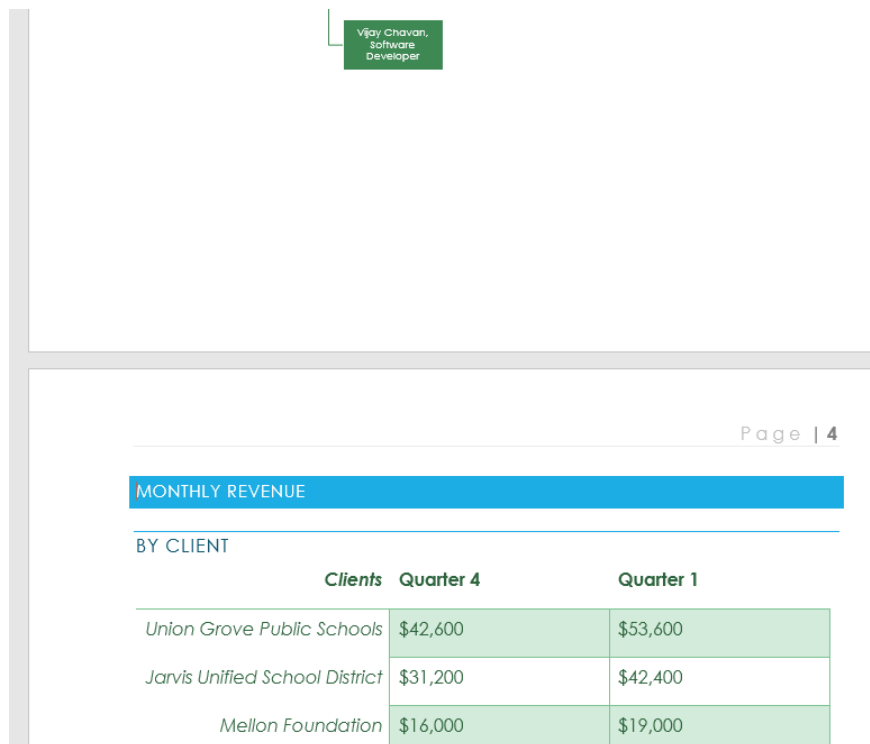 Vijay Chavan,
Software
Developer
Page | 4
MONTHLY REVENUE
BY CLIENT
Clients Quarter 4 Quarter 1
Union Grove Public Schools $42,600 $53,600
Jarvis Unified School District $31,200 $42,400
Mellon Foundation $16,000 $19,000